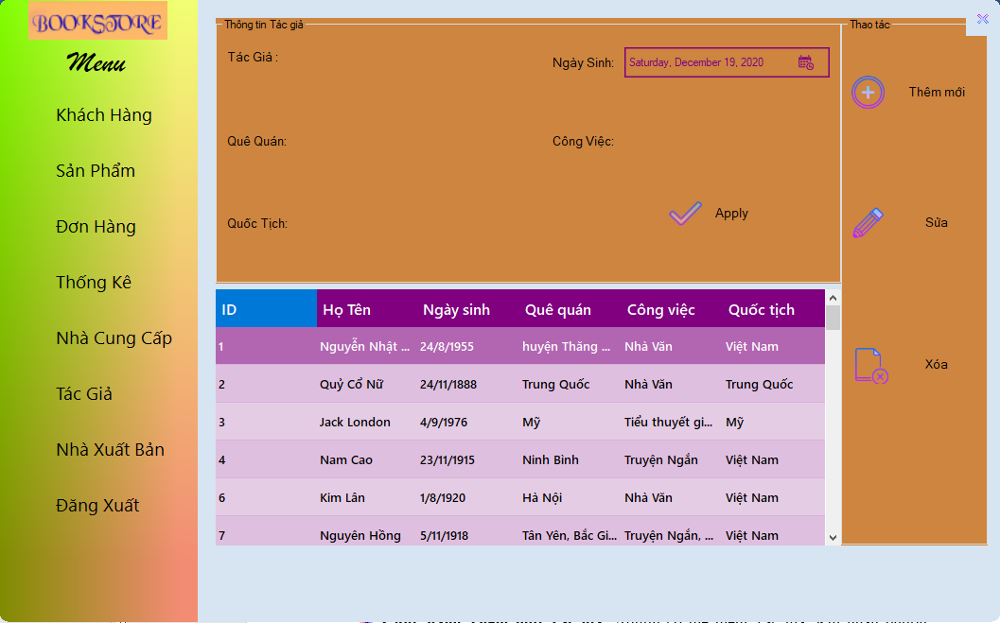 BOOKSTORE
Menu
Khách Hàng
Sản Phẩm
Đơn Hàng
Thống Kê
Nhà Cung Cấp
Tác Giả
Nhà Xuất Bản
Đăng Xuất
Thông tin Tác giả
Tác Giả :
Ngày Sinh:
Saturday, December 19, 2020
Quê Quán:
Công Việc:
Quốc Tịch:
Apply
Thao tác
Thêm mới
Sửa
Xóa
ID Họ Tên Ngày sinh Quê quán Công việc Quốc tịch
1 Nguyễn Nhật ... 24/8/1955 huyện Thăng ... Nhà Văn Việt Nam
2 Quỷ Cổ Nữ 24/11/1888 Trung Quốc Nhà Văn Trung Quốc
3 Jack London 4/9/1976 Mỹ Tiểu thuyết gi... Mỹ
4 Nam Cao 23/11/1915 Ninh Bình Truyện Ngắn Việt Nam
6 Kim Lân 1/8/1920 Hà Nội Nhà Văn Việt Nam
7 Nguyên Hồng 5/11/1918 Tân Yên, Bắc Gi... Truyện Ngắn, ... Việt Nam